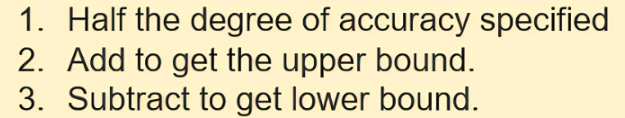 1. Half the degree of accuracy specified
2. Add to get the upper bound.
3. Subtract to get lower bound.